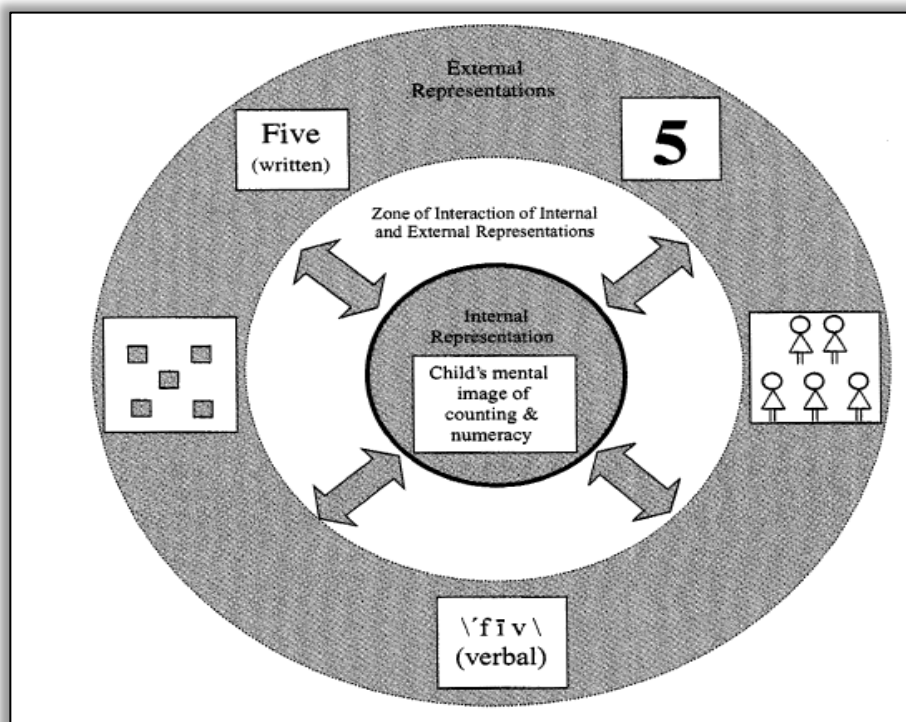 External
Representations
Five
(written)
5
Zone of Interaction of Internal
and External Representations
Internal
Representation
Child's mental
image of
counting &
numeracy
\ˊf ī v \
(verbal)